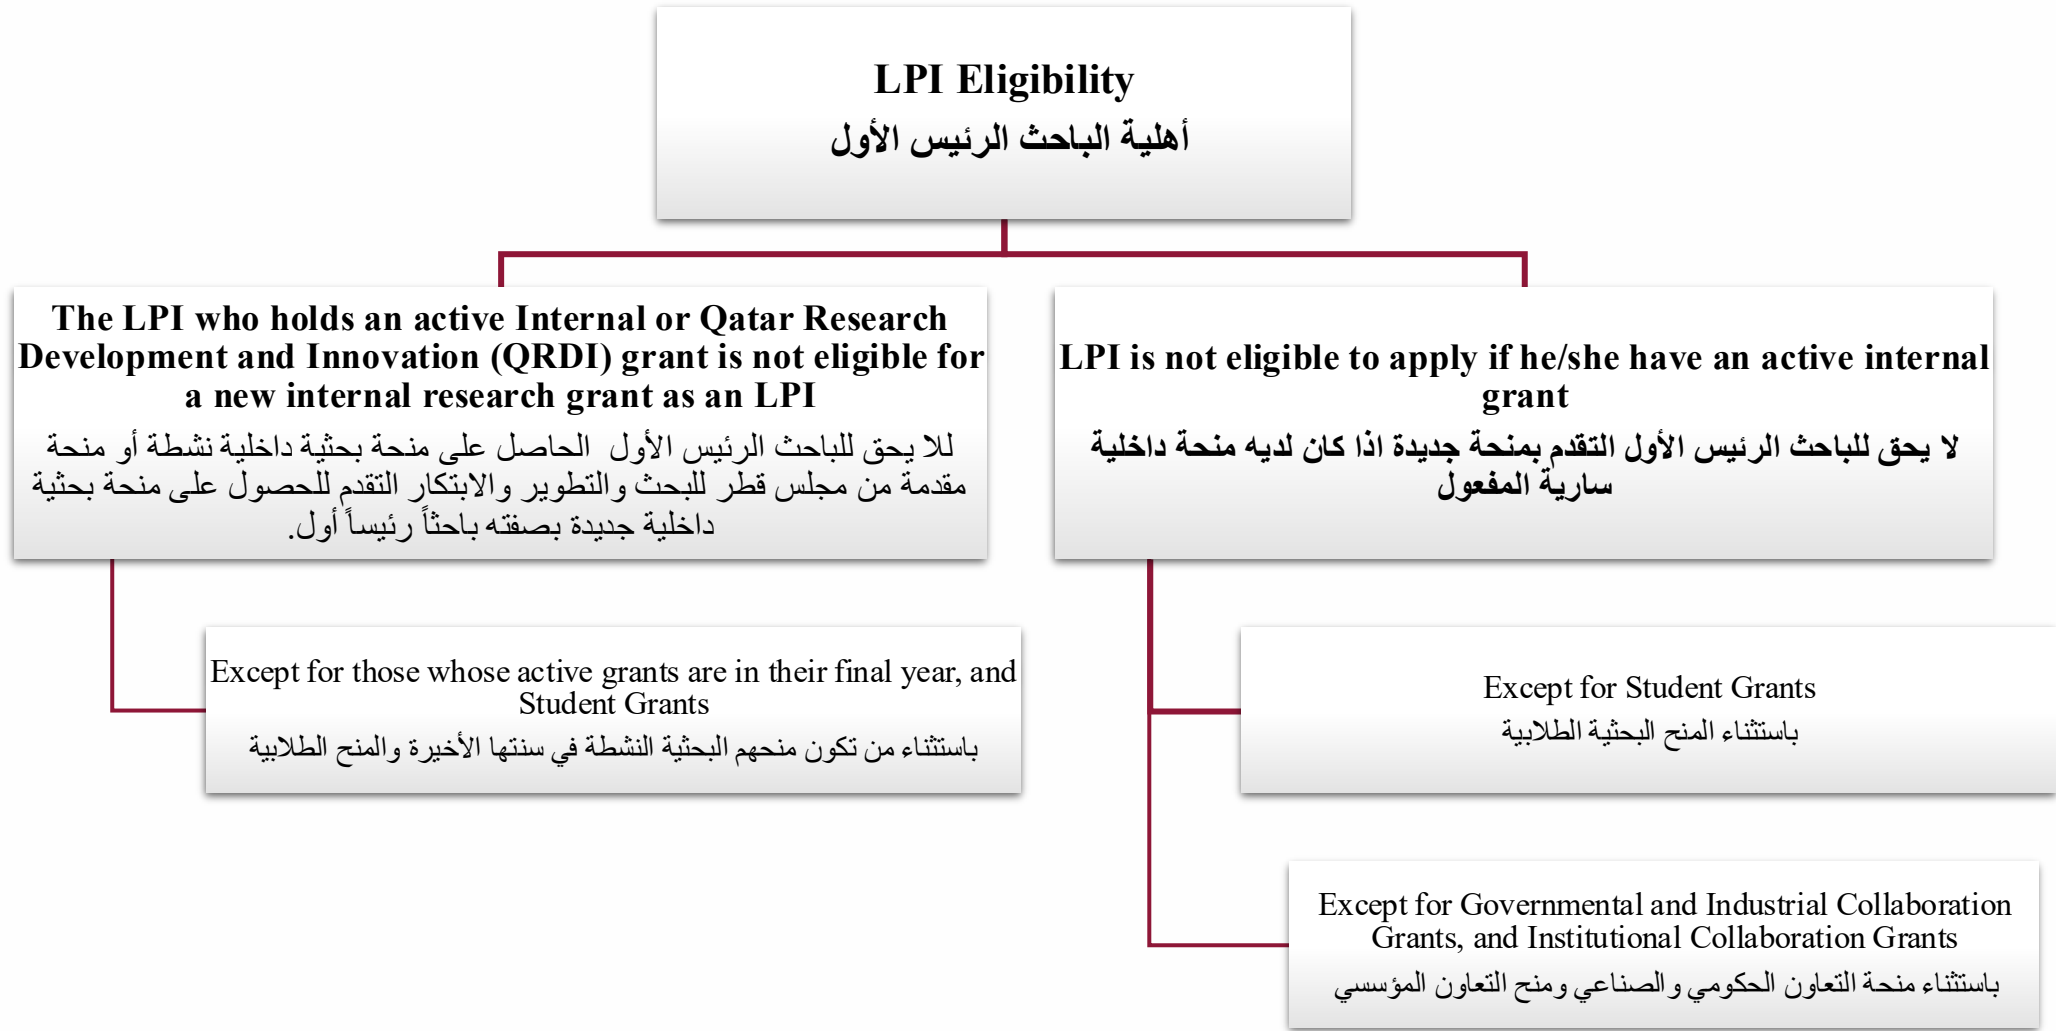 LPI Eligibility
أهلية الباحث الرئيس الأول
The LPI who holds an active Internal or Qatar Research
Development and Innovation (QRDI) grant is not eligible for
a new internal research grant as an LPI
للا يحق للباحث الرئيس الأول الحاصل على منحة بحثية داخلية نشطة أو منحة
مقدمة من مجلس قطر للبحث والتطوير والابتكار التقدم للحصول على منحة بحثية
داخلية جديدة بصفته باحثاً رئيساً أول.
LPI is not eligible to apply if he/she have an active internal
grant
لا يحق للباحث الرئيس الأول التقدم بمنحة جديدة اذا كان لديه منحة داخلية
سارية المفعول
Except for those whose active grants are in their final year, and
Student Grants
باستثناء من تكون منحهم البحثية النشطة في سنتها الأخيرة والمنح الطلابية
Except for Student Grants
باستثناء المنح البحثية الطلابية
Except for Governmental and Industrial Collaboration
Grants, and Institutional Collaboration Grants
باستثناء منحة التعاون الحكومي والصناعي ومنح التعاون المؤسسي